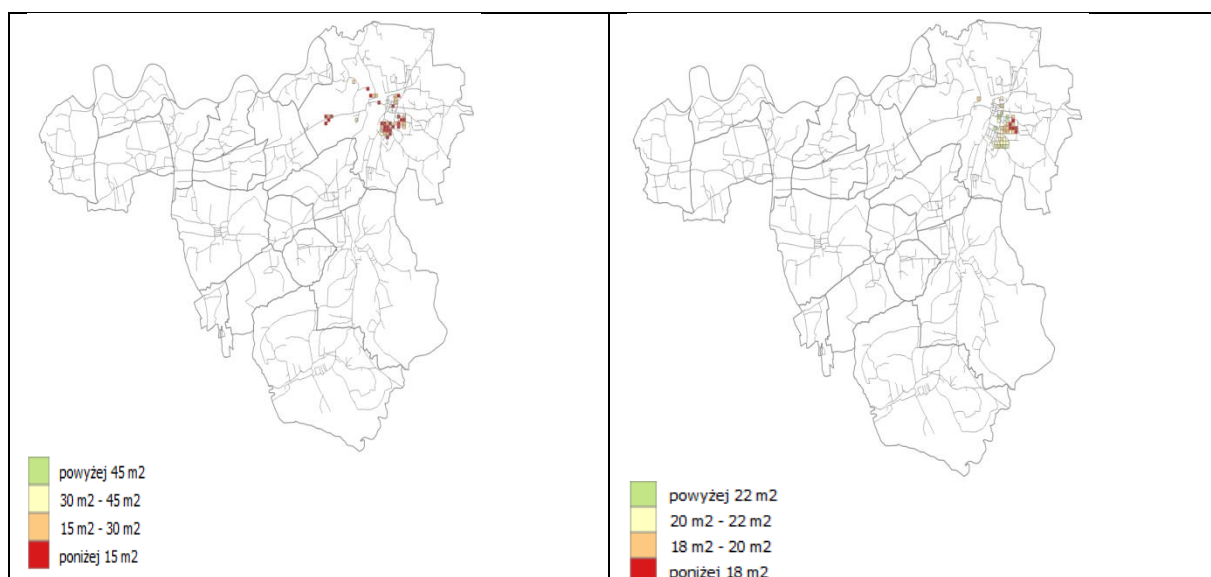 powyżej 45 m2
30 m2 - 45 m2
15 m2 - 30 m2
poniżej 15 m2
powyżej 22 m2
20 m2 - 22 m2
18 m2 - 20 m2
poniżej 18 m2